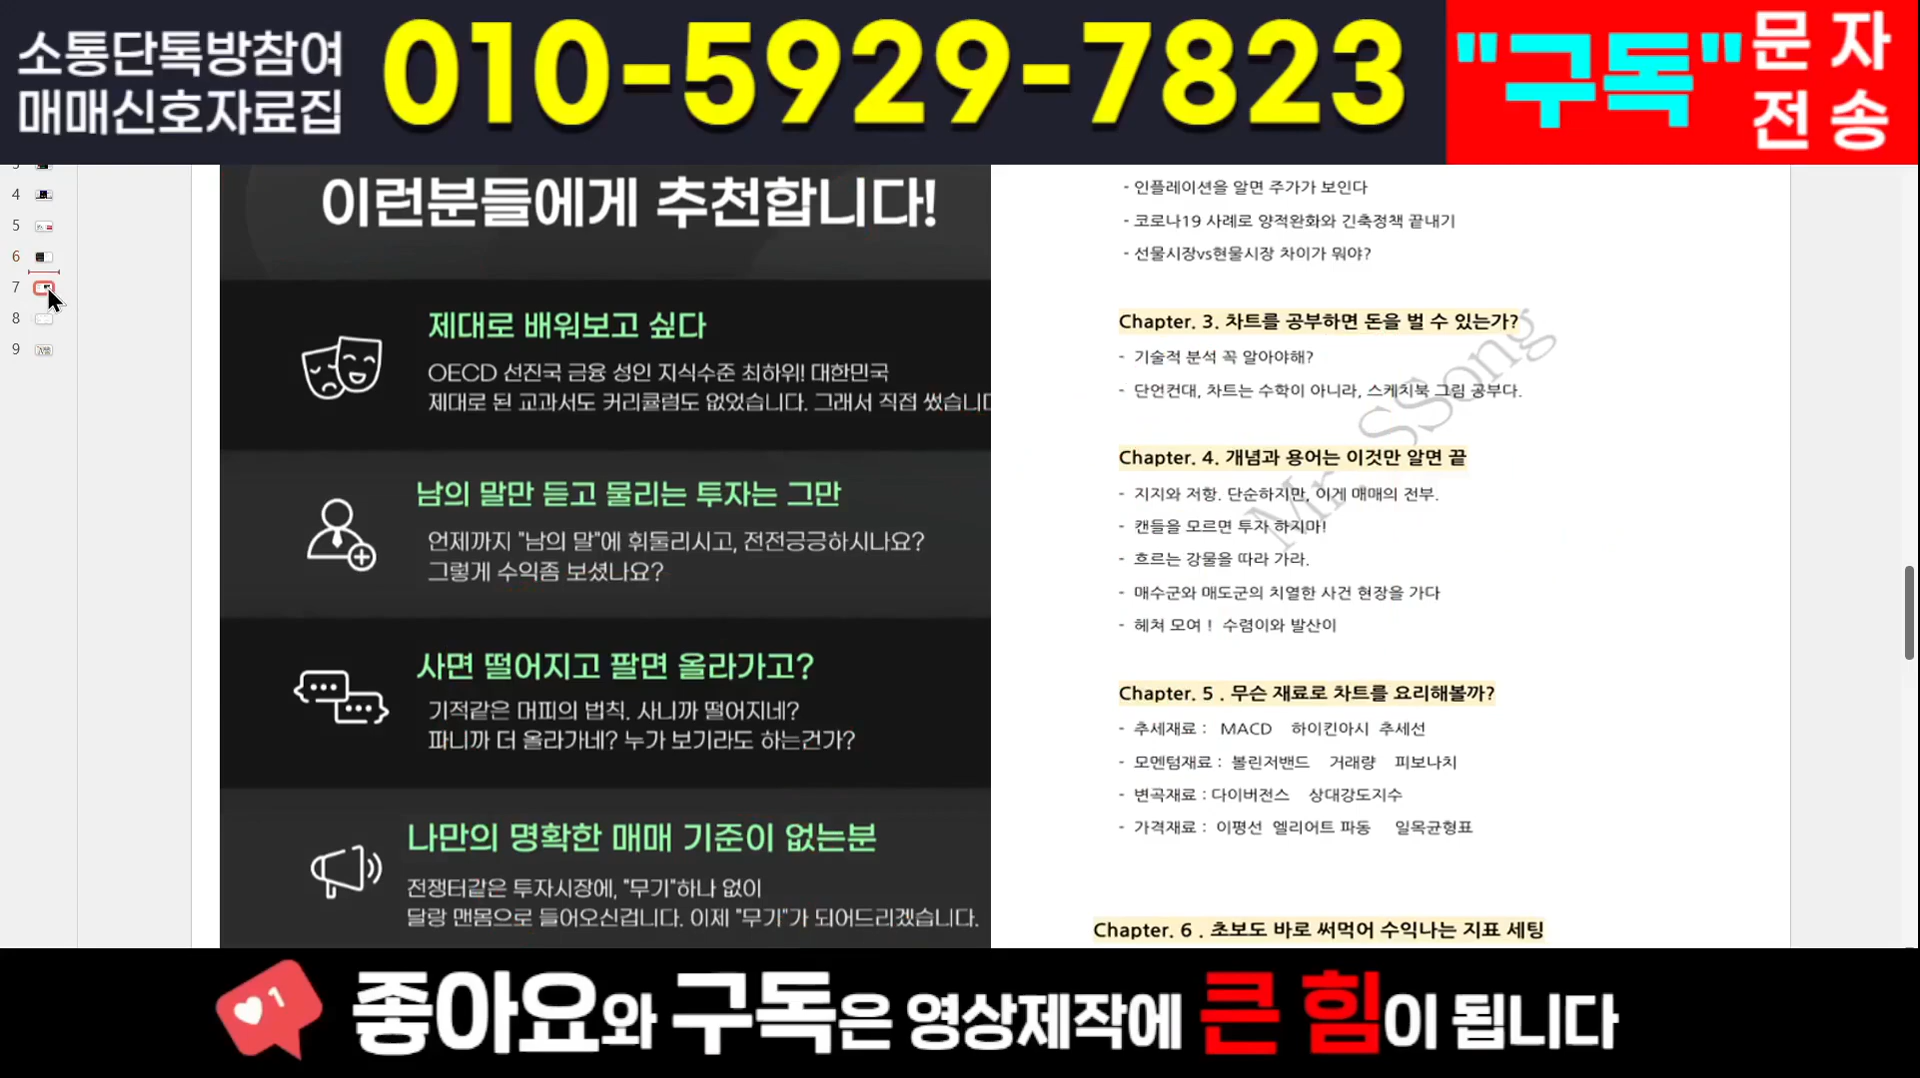 소통단톡방참여
매매신호자료집
010-5929-7823
"구독"
문자
전송
4
5
6
7
8
9
이런분들에게 추천합니다!
제대로 배워보고 싶다
OECD 선진국 금융 성인 지식수준 최하위! 대한민국
제대로 된 교과서도 커리큘럼도 없었습니다. 그래서 직접 썼습니다
남의 말만 듣고 물리는 투자는 그만
언제까지 "남의 말"에 휘둘리시고, 전전긍긍하시나요?
그렇게 수익좀 보셨나요?
사면 떨어지고 팔면 올라가고?
기적같은 머피의 법칙. 사니까 떨어지네?
파니까 더 올라가네? 누가 보기라도 하는건가?
나만의 명확한 매매 기준이 없는분
전쟁터같은 투자시장에, "무기"하나 없이
달랑 맨몸으로 들어오신겁니다. 이제 "무기"가 되어드리겠습니다.
- 인플레이션을 알면 주가가 보인다
- 코로나19 사례로 양적완화와 긴축정책 끝내기
- 선물시장vs현물시장 차이가 뭐야?
Chapter. 3. 차트를 공부하면 돈을 벌 수 있는가?
- 기술적 분석 꼭 알아야해?
- 단언컨대, 차트는 수학이 아니라, 스케치북 그림 공부다.
Chapter. 4. 개념과 용어는 이것만 알면 끝
- 지지와 저항. 단순하지만, 이게 매매의 전부.
- 캔들을 모르면 투자 하지마!
- 흐르는 강물을 따라 가라.
- 매수군와 매도군의 치열한 사건 현장을 가다
- 헤쳐 모여 ! 수렴이와 발산이
Chapter. 5 . 무슨 재료로 차트를 요리해볼까?
- 추세재료 : MACD 하이킨아시 추세선
- 모멘텀재료 : 볼린저밴드 거래량 피보나치
- 변곡재료 : 다이버전스 상대강도지수
- 가격재료 : 이평선 엘리어트 파동 일목균형표
Chapter. 6 . 초보도 바로 써먹어 수익나는 지표 세팅
Mr. SSong
1
좋아요와 구독은 영상제작에 큰 힘이 됩니다